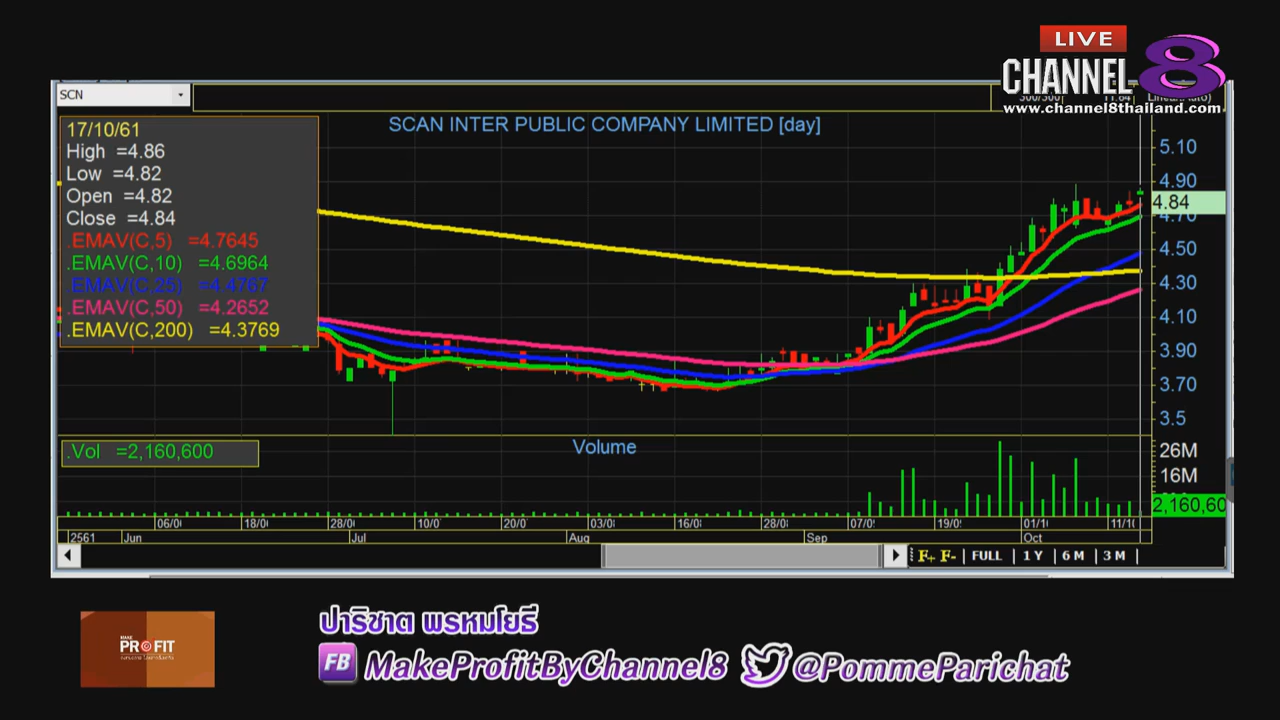 LIVE
CHANNEL 8
www.channel8thailand.com
SCN
SCAN INTER PUBLIC COMPANY LIMITED [day]
17/10/61
High =4.86
Low =4.82
Open =4.82
Close =4.84
.EMAV(C,5) =4.7645
.EMAV(C,10) =4.6964
.EMAV(C,25) =4.4767
.EMAV(C,50) =4.2652
.EMAV(C,200) =4.3769
5.10
4.90
4.84
4.70
4.50
4.30
4.10
3.90
3.70
3.5
.Vol =2,160,600
Volume
26M
16M
2,160,60
06/0 18/0 28/0 10/0 20/0 03/0 16/0 28/0 07/0 19/0 01/1 11/10
2561 Jun Jul Aug Sep Oct
F+ F- FULL 1 Y 6 M 3 M
MAKE
PROFIT
ปาริชาต พรหมโยธี
FB MakeProfitByChannel8 @PommeParichat